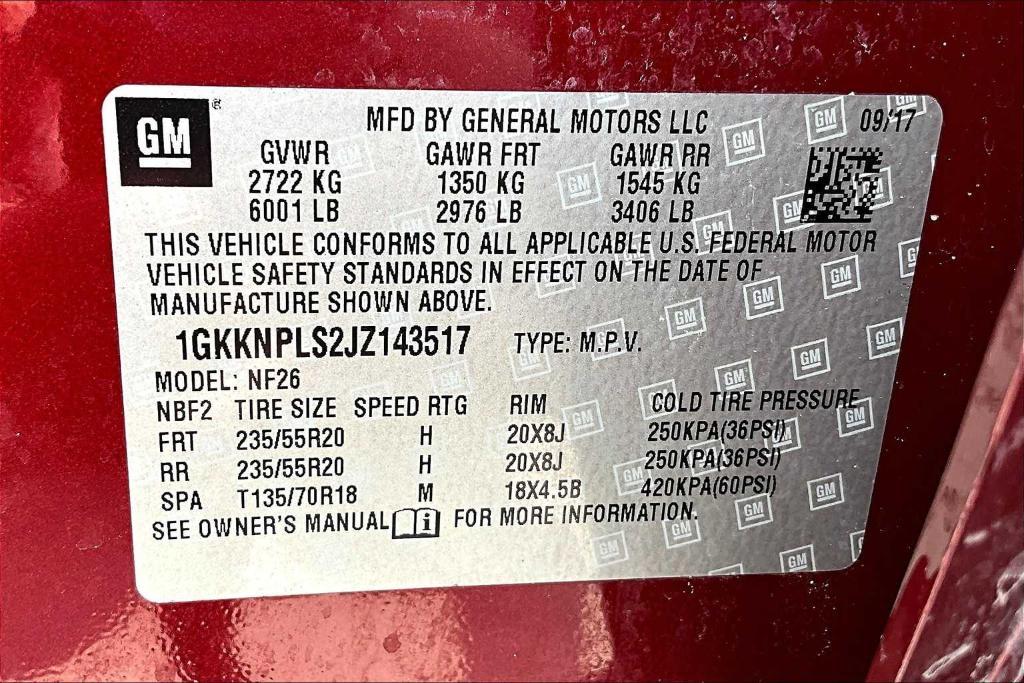 GM ®
MFD BY GENERAL MOTORS LLC 09/17
GVWR GAWR FRT GAWR RR
2722 KG 1350 KG 1545 KG
6001 LB 2976 LB 3406 LB
THIS VEHICLE CONFORMS TO ALL APPLICABLE U.S. FEDERAL MOTOR
VEHICLE SAFETY STANDARDS IN EFFECT ON THE DATE OF
MANUFACTURE SHOWN ABOVE.
1GKKNPLS2JZ143517 TYPE: M.P.V.
MODEL: NF26
NBF2 TIRE SIZE SPEED RTG RIM COLD TIRE PRESSURE
FRT 235/55R20 H 20X8J 250KPA(36PSI)
RR 235/55R20 H 20X8J 250KPA(36PSI)
SPA T135/70R18 M 18X4.5B 420KPA(60PSI)
SEE OWNER'S MANUAL FOR MORE INFORMATION.